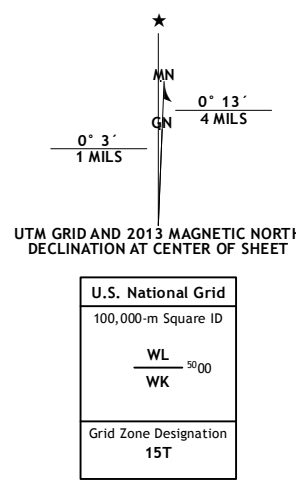 ★
MN
0° 13´
4 MILS
GN
0° 3´
1 MILS
UTM GRID AND 2013 MAGNETIC NORTH
DECLINATION AT CENTER OF SHEET
U.S. National Grid
100,000-m Square ID
WL
5000
WK
Grid Zone Designation
15T